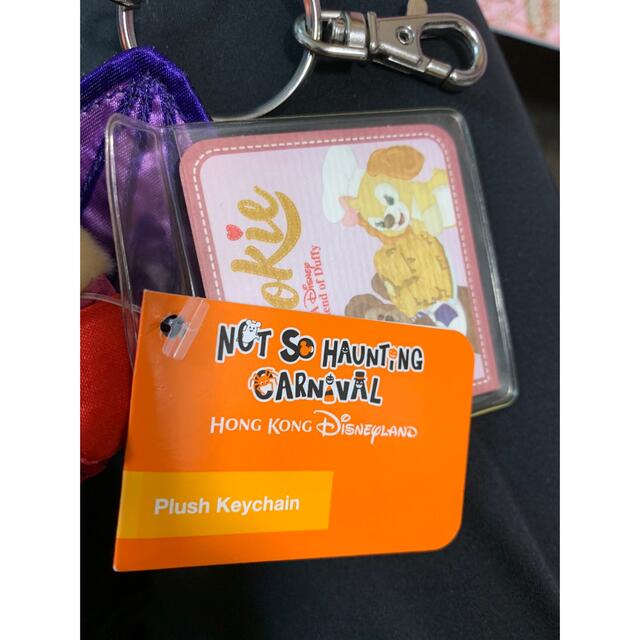 okie
A Disney
end of Duffy
NOT SO HAUNTING
CARNIVAL
HONG KONG Disneyland
Plush Keychain